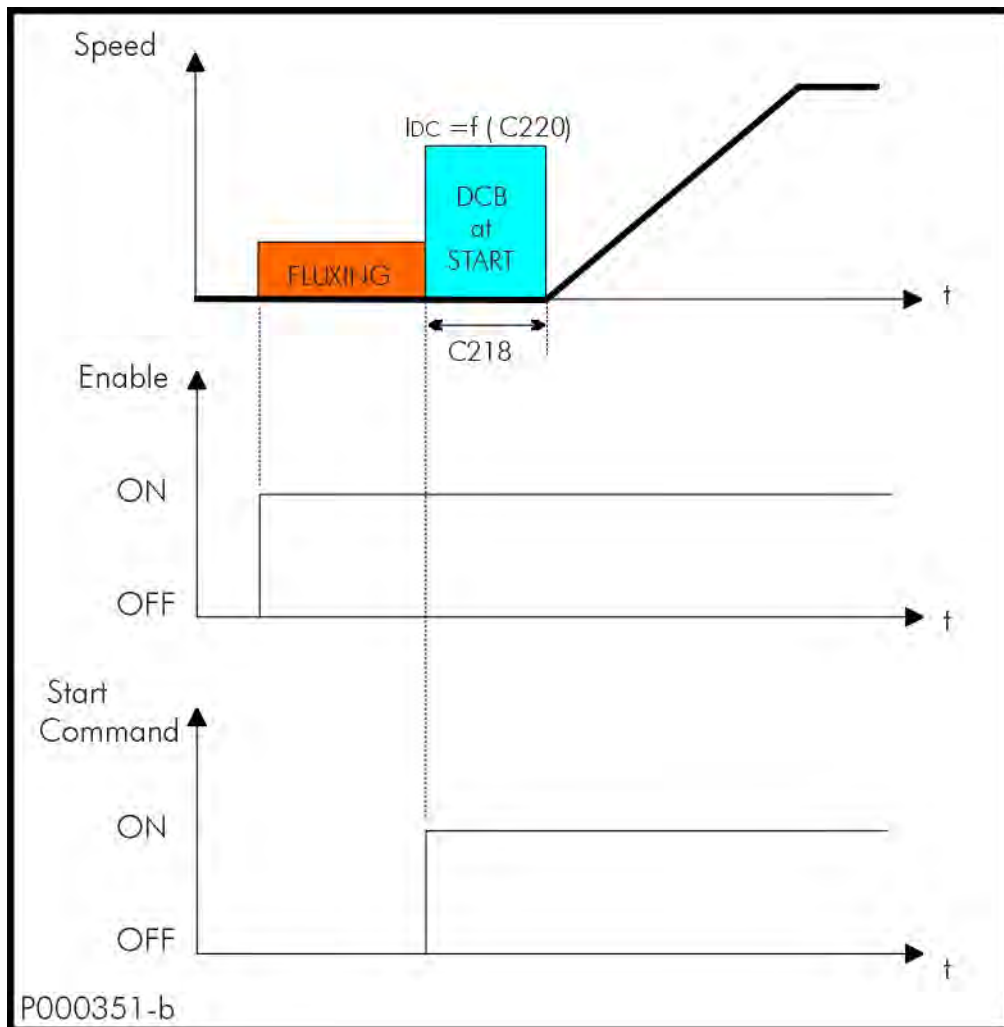 Speed
IDC =f ( C220)
DCB
at
START
FLUXING
t
C218
Enable
ON
OFF
t
Start
Command
ON
OFF
t
P000351-b